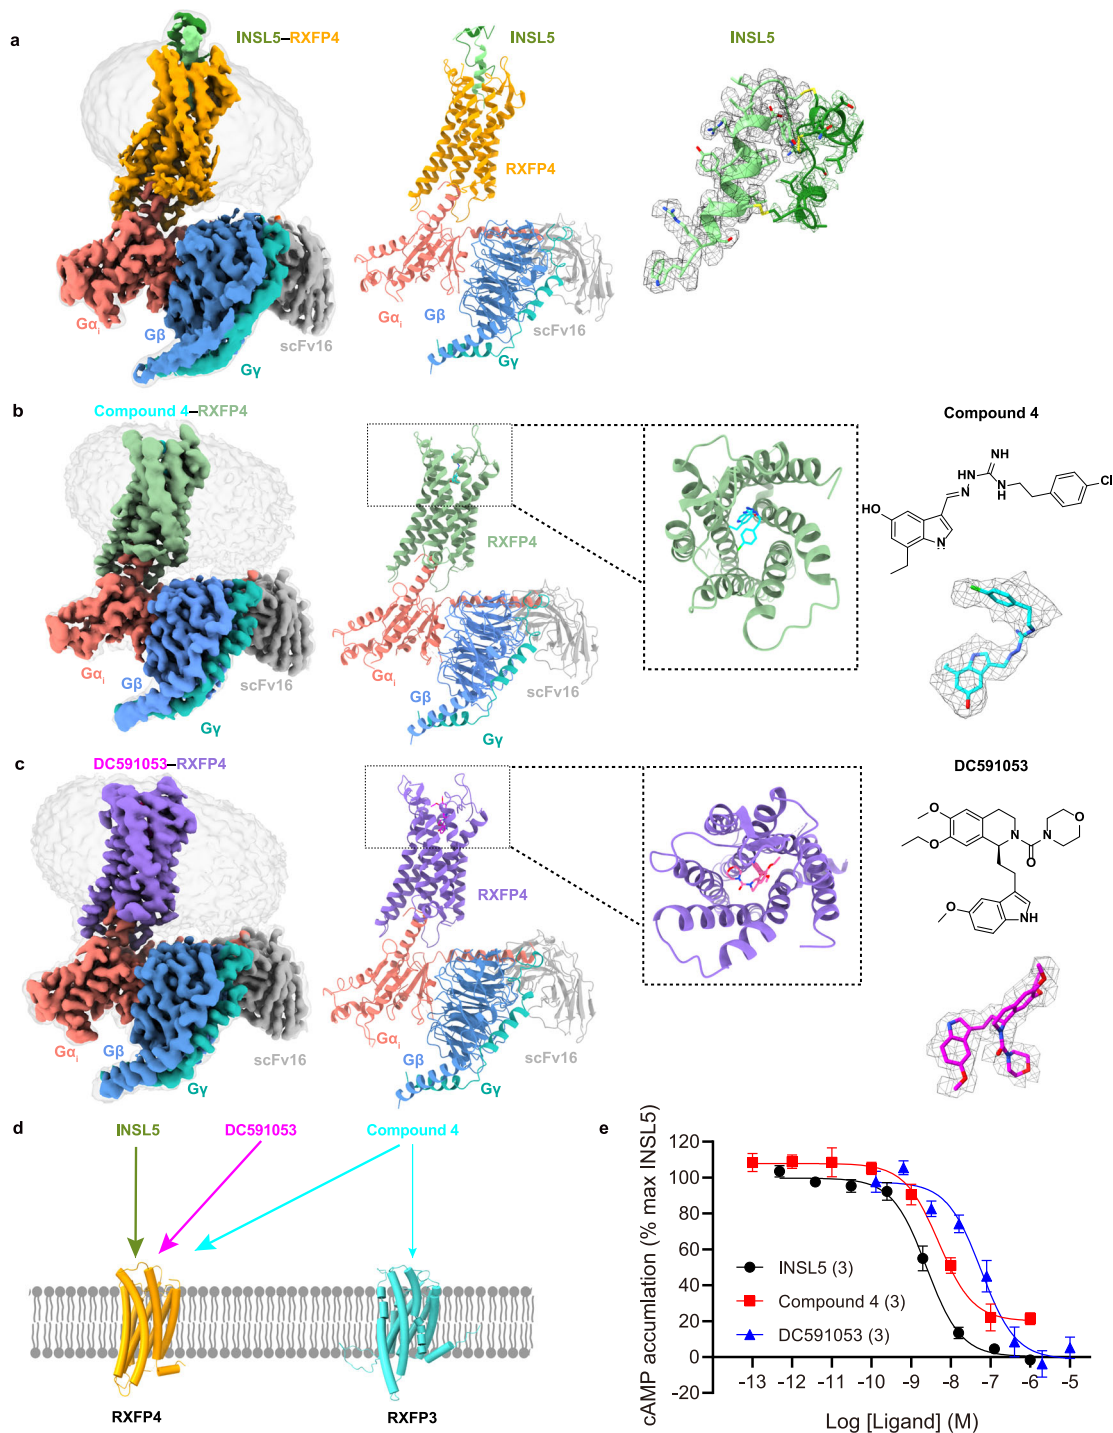 a
INSL5–RXFP4
INSL5
INSL5
RXFP4
Gαi
Gβ
Gγ
scFv16
Gβ
Gγ
scFv16
b
Compound 4–RXFP4
Compound 4
RXFP4
NH
HN
N
N
H
Cl
HO
N
Gαi
Gβ
Gγ
scFv16
Gαi
Gβ
Gγ
scFv16
c
DC591053–RXFP4
DC591053
RXFP4
O
O
N
N
O
O
O
NH
Gαi
Gβ
Gγ
scFv16
Gαi
Gβ
Gγ
scFv16
d
INSL5
DC591053
Compound 4
RXFP4
RXFP3
e
cAMP accumlation (% max INSL5)
120
100
80
60
40
20
0
-20
INSL5 (3)
Compound 4 (3)
DC591053 (3)
-13 -12 -11 -10 -9 -8 -7 -6 -5
Log [Ligand] (M)